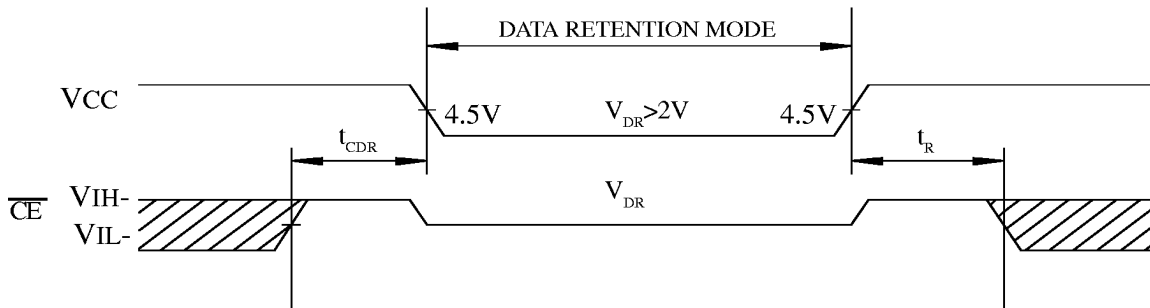 DATA RETENTION MODE
VCC
4.5V
VDR>2V
4.5V
tCDR
tR
CE
VIH-
VDR
VIL-